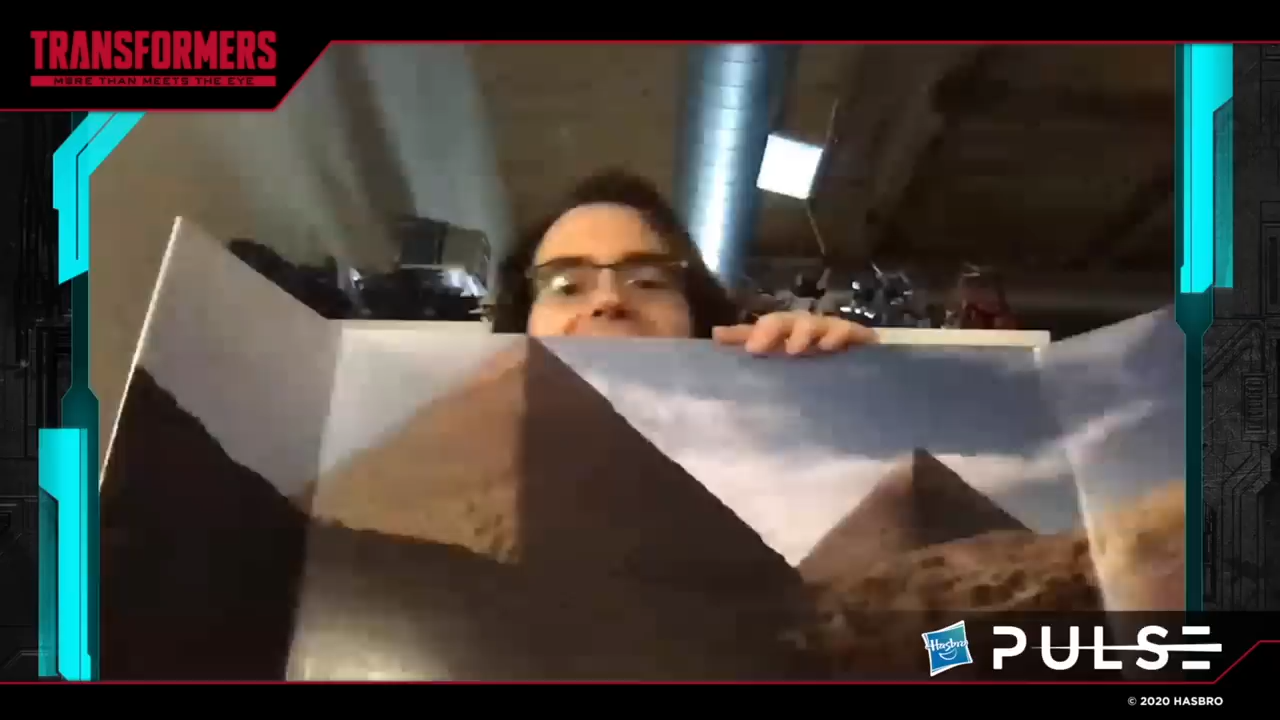 TRANSFORMERS
MORE THAN MEETS THE EYE
Hasbro
PULSE
© 2020 HASBRO